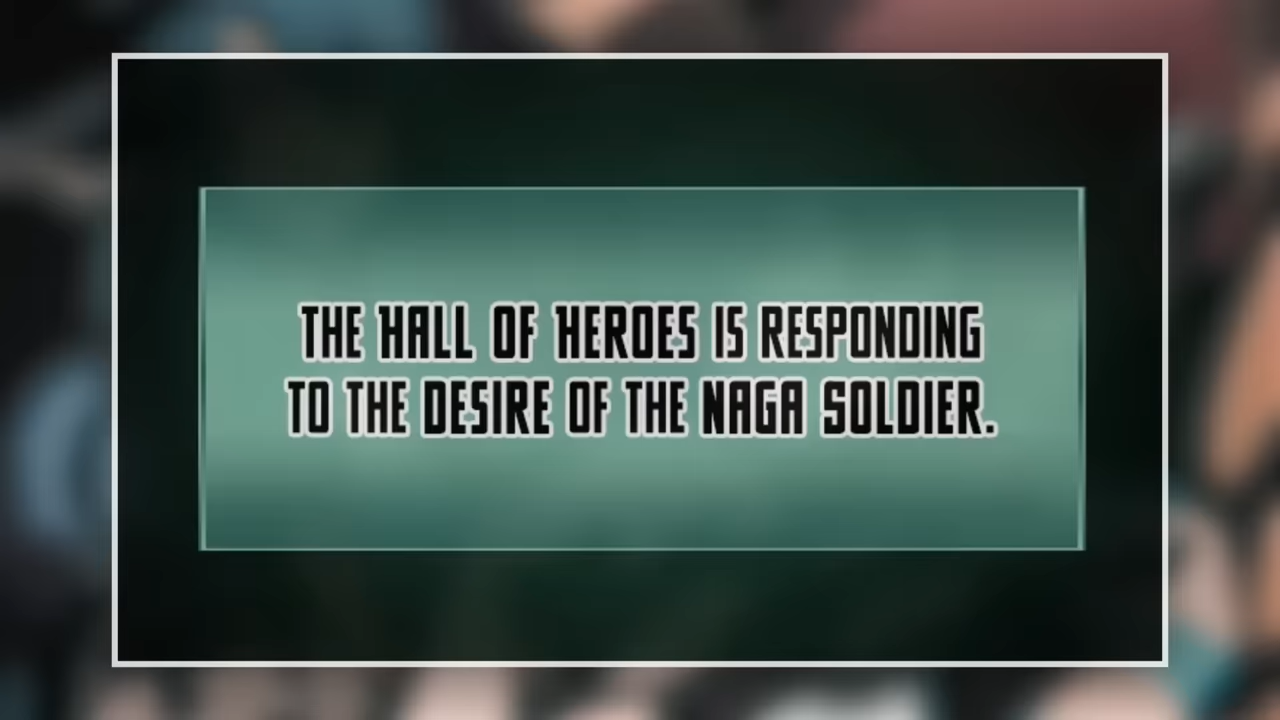 THE HALL OF HEROES IS RESPONDING
TO THE DESIRE OF THE NAGA SOLDIER.